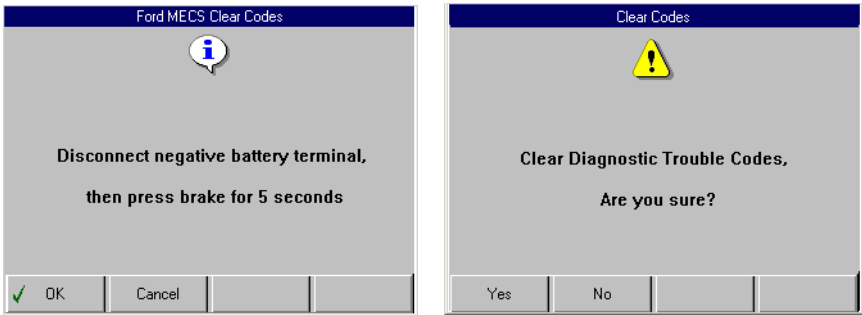 Ford MECS Clear Codes
Disconnect negative battery terminal,
then press brake for 5 seconds
OK Cancel
Clear Codes
Clear Diagnostic Trouble Codes,
Are you sure?
Yes No